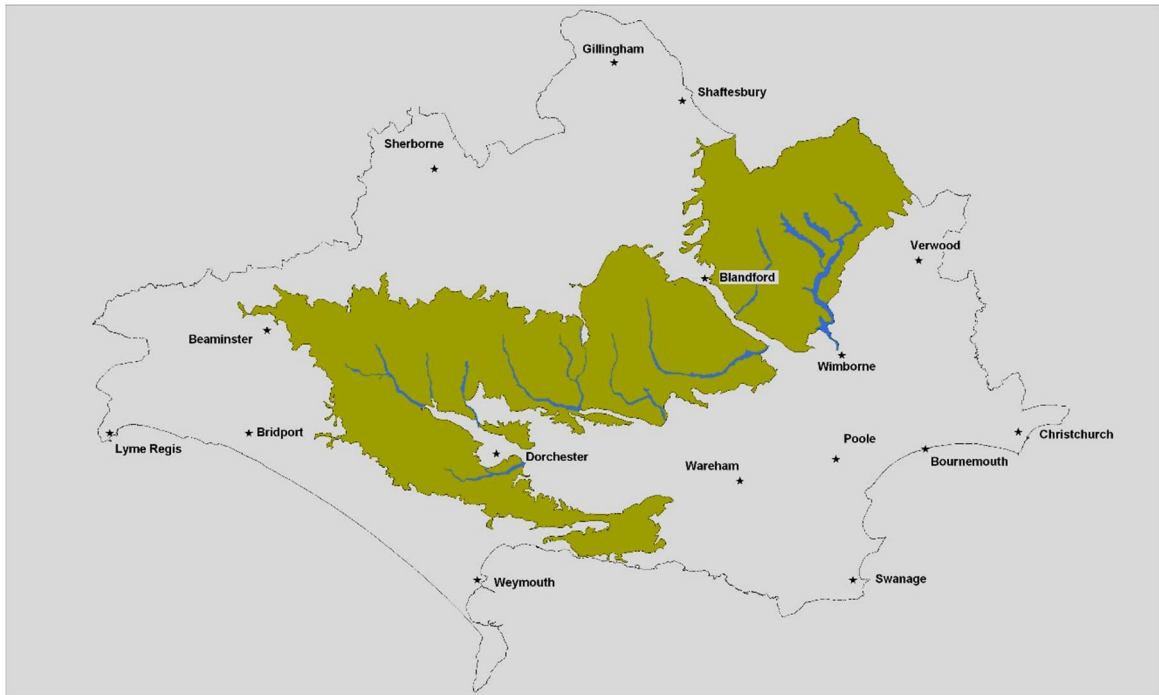 Gillingham
Shaftesbury
Sherborne
Verwood
Blandford
Beaminster
Wimborne
Bridport
Lyme Regis
Dorchester
Poole
Christchurch
Bournemouth
Wareham
Weymouth
Swanage